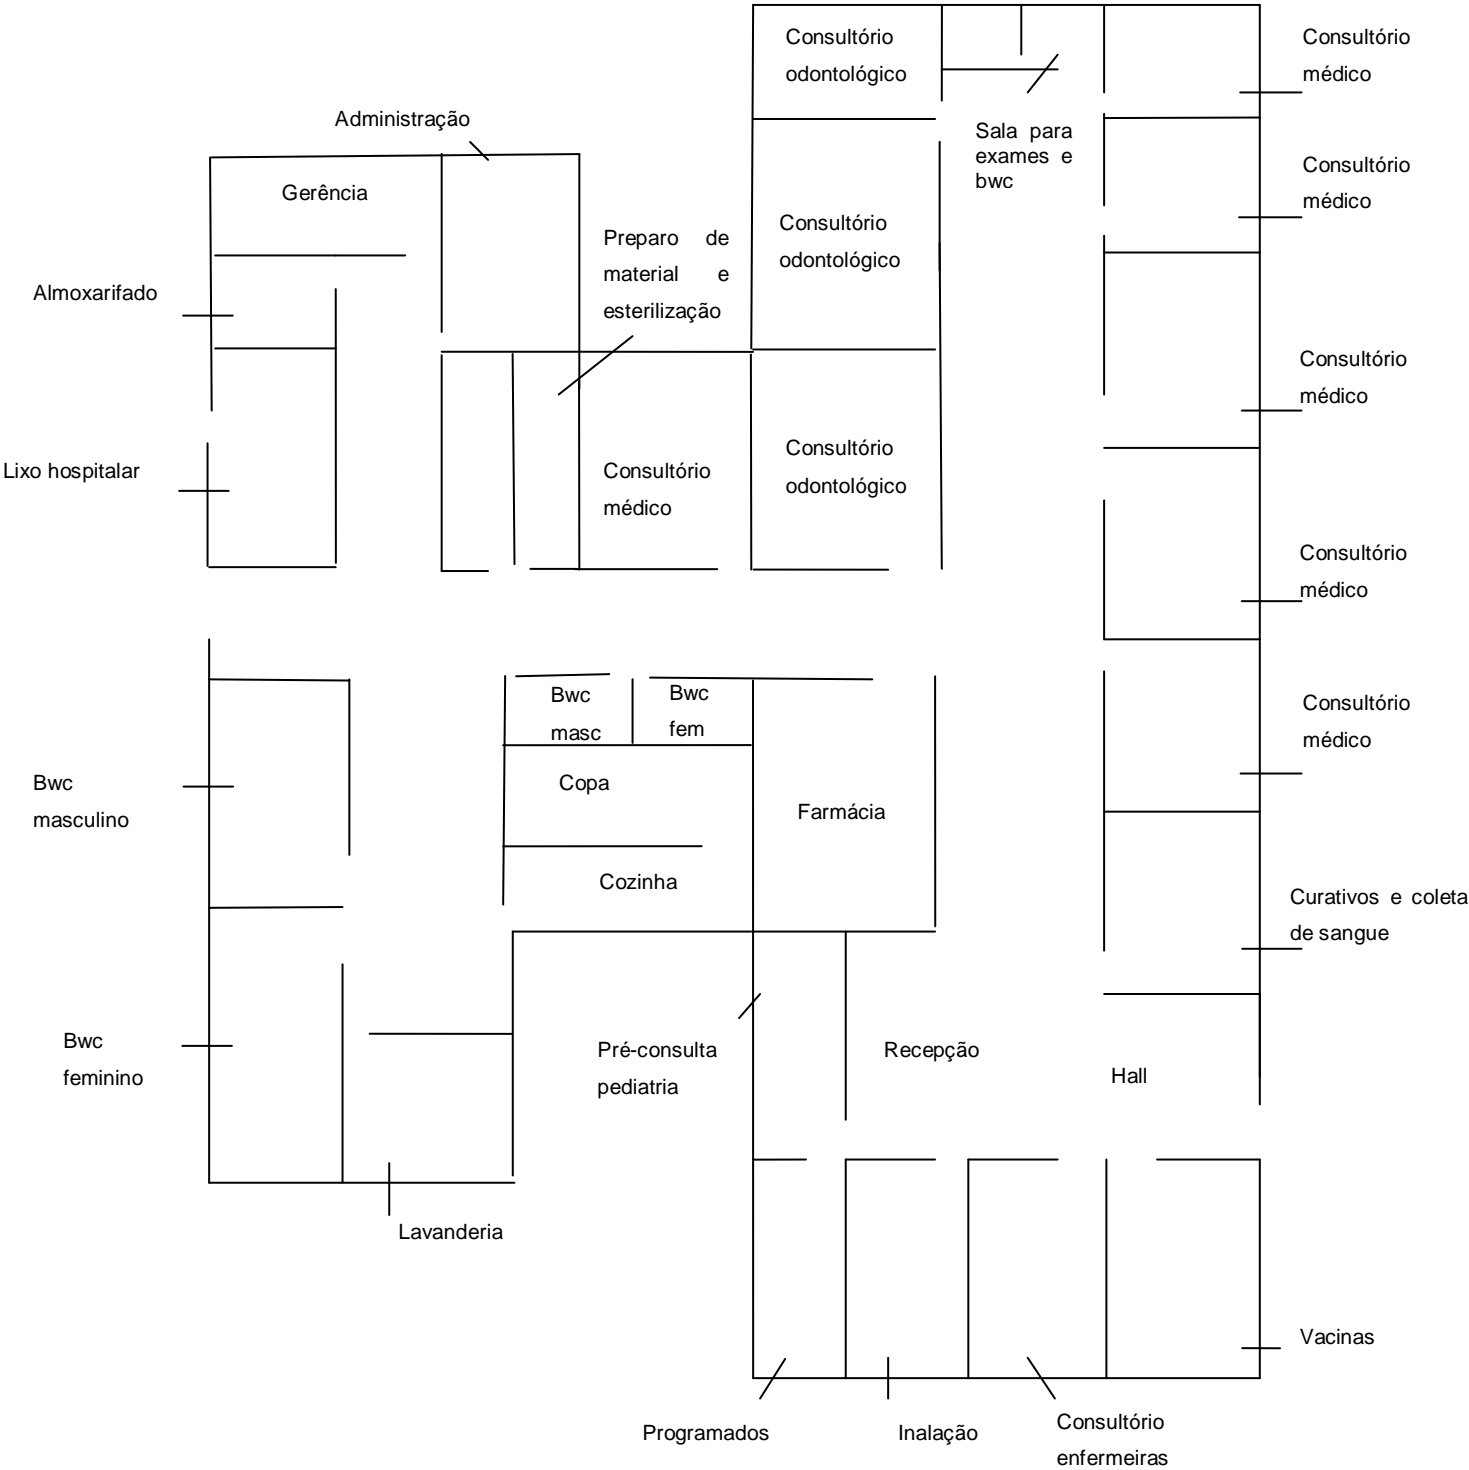 Consultório
odontológico
Consultório
médico
Administração
Sala para
exames e
bwc
Consultório
médico
Gerência
Consultório
odontológico
Preparo de
material e
esterilização
Almoxarifado
Consultório
médico
Consultório
odontológico
Lixo hospitalar
Consultório
médico
Consultório
médico
Bwc
masc
Bwc
fem
Consultório
médico
Bwc
masculino
Copa
Farmácia
Cozinha
Curativos e coleta
de sangue
Bwc
feminino
Pré-consulta
pediatria
Recepção
Hall
Lavanderia
Vacinas
Programados
Inalação
Consultório
enfermeiras